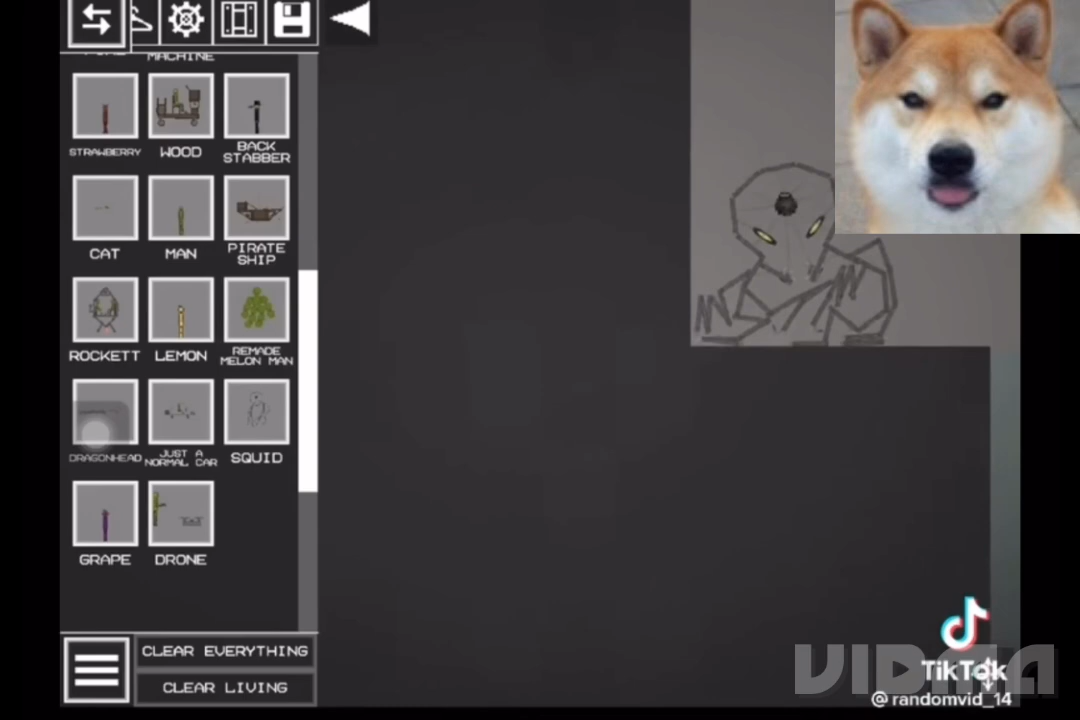 MACHINE
STRAWBERRY
WOOD
BACK
STABBER
CAT
MAN
PIRATE
SHIP
ROCKETT
LEMON
REMADE
MELON MAN
DRAGONHEAD
JUST A
NORMAL CAR
SQUID
GRAPE
DRONE
CLEAR EVERYTHING
CLEAR LIVING
VIDMA
TikTok
@randomvid_14